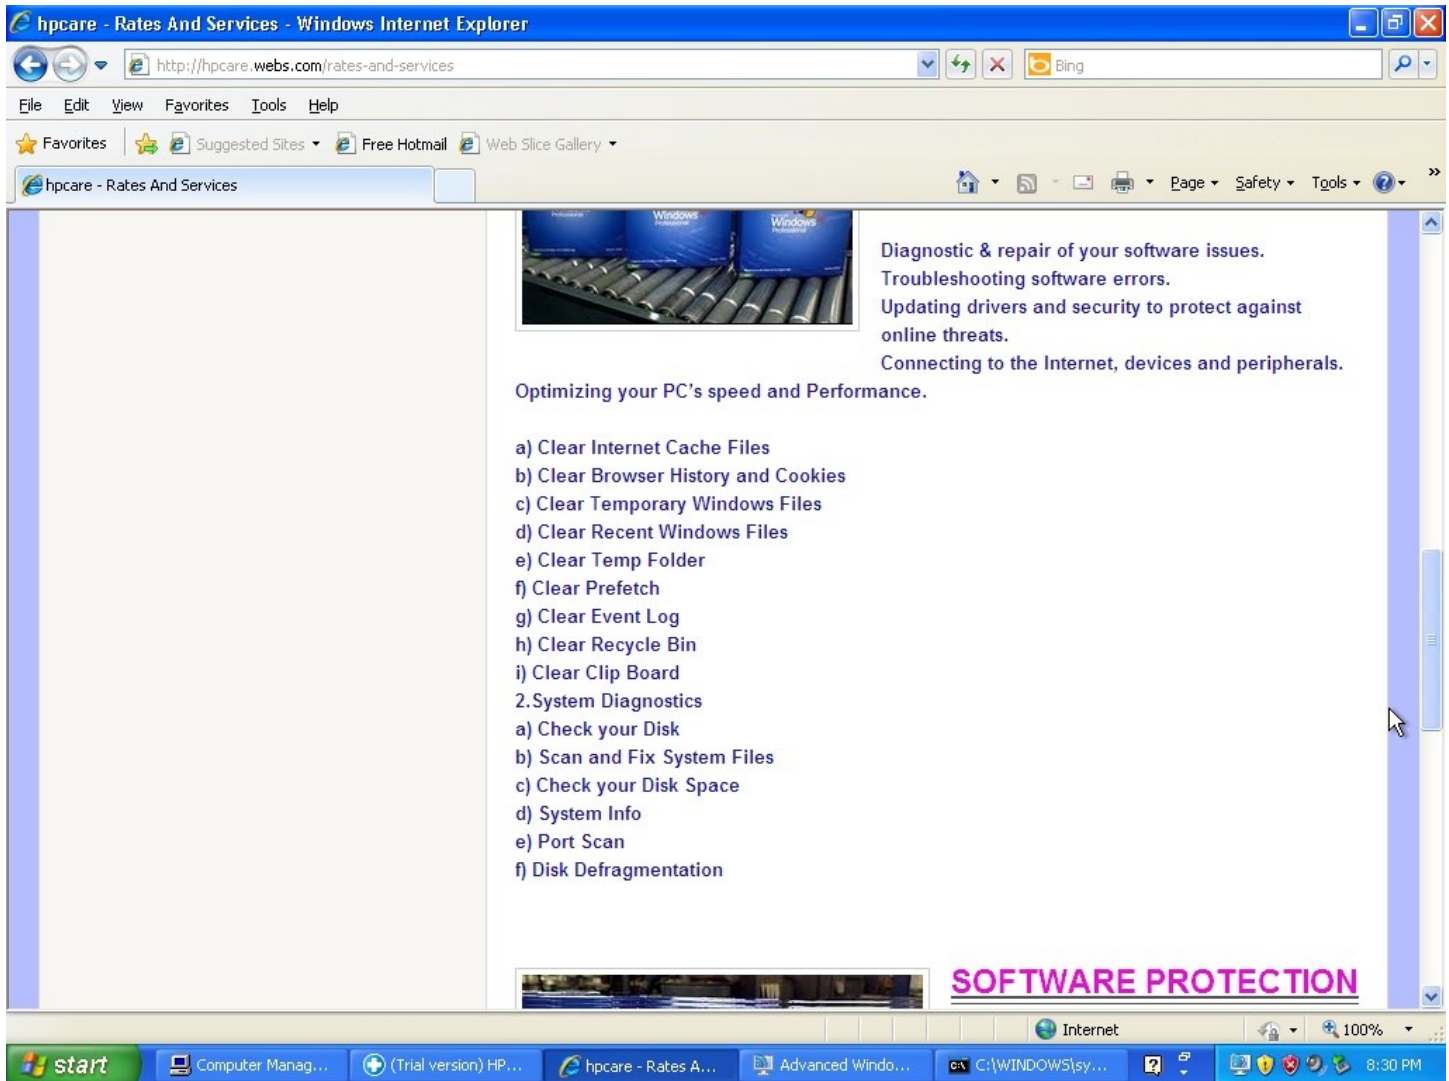 hpcare - Rates And Services - Windows Internet Explorer
http://hpcare.webs.com/rates-and-services
Bing
File Edit View Favorites Tools Help
Favorites Suggested Sites Free Hotmail Web Slice Gallery
hpcare - Rates And Services
Page Safety Tools
Windows Windows Windows
Professional
Diagnostic & repair of your software issues.
Troubleshooting software errors.
Updating drivers and security to protect against
online threats.
Connecting to the Internet, devices and peripherals.
Optimizing your PC's speed and Performance.
a) Clear Internet Cache Files
b) Clear Browser History and Cookies
c) Clear Temporary Windows Files
d) Clear Recent Windows Files
e) Clear Temp Folder
f) Clear Prefetch
g) Clear Event Log
h) Clear Recycle Bin
i) Clear Clip Board
2.System Diagnostics
a) Check your Disk
b) Scan and Fix System Files
c) Check your Disk Space
d) System Info
e) Port Scan
f) Disk Defragmentation
SOFTWARE PROTECTION
Internet 100%
start Computer Manag... (Trial version) HP... hpcare - Rates A... Advanced Windo... C:\WINDOWS\sy... 8:30 PM